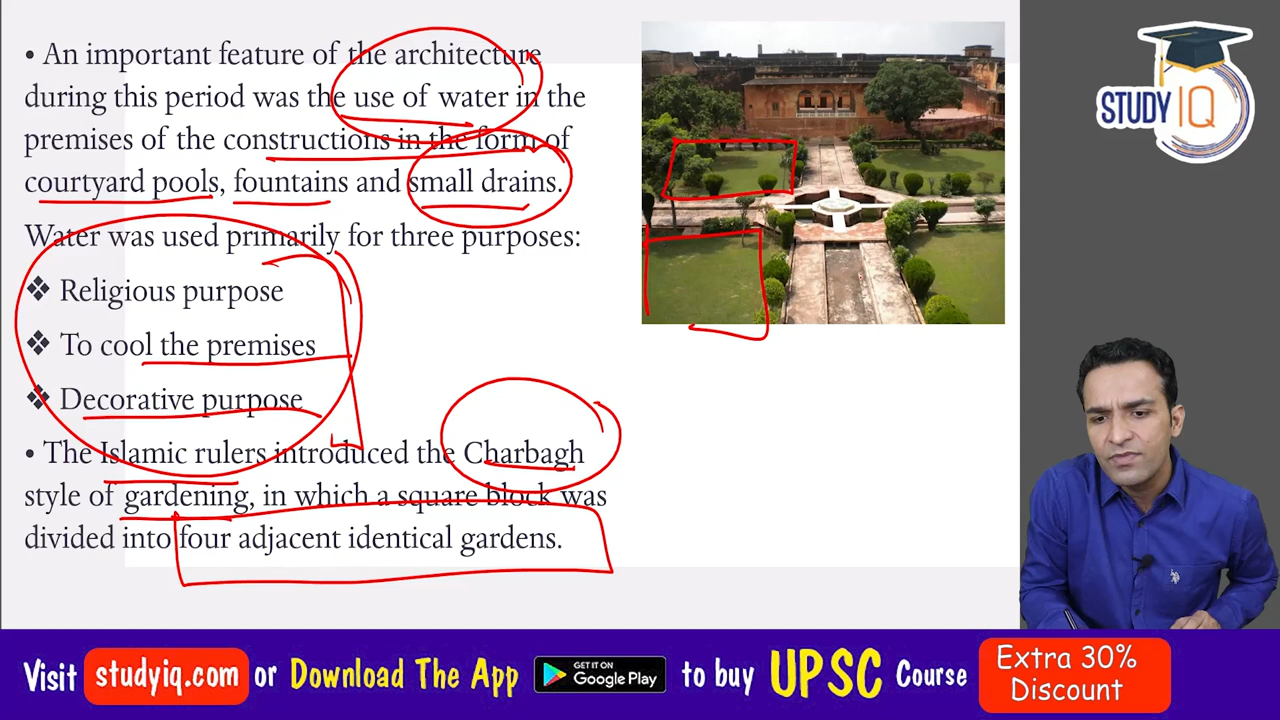 • An important feature of the architecture
during this period was the use of water in the
premises of the constructions in the form of
courtyard pools, fountains and small drains.
Water was used primarily for three purposes:
❖ Religious purpose
❖ To cool the premises
❖ Decorative purpose
• The Islamic rulers introduced the Charbagh
style of gardening, in which a square block was
divided into four adjacent identical gardens.
STUDY IQ
Visit studyiq.com or Download The App GET IT ON Google Play to buy UPSC Course
Extra 30%
Discount